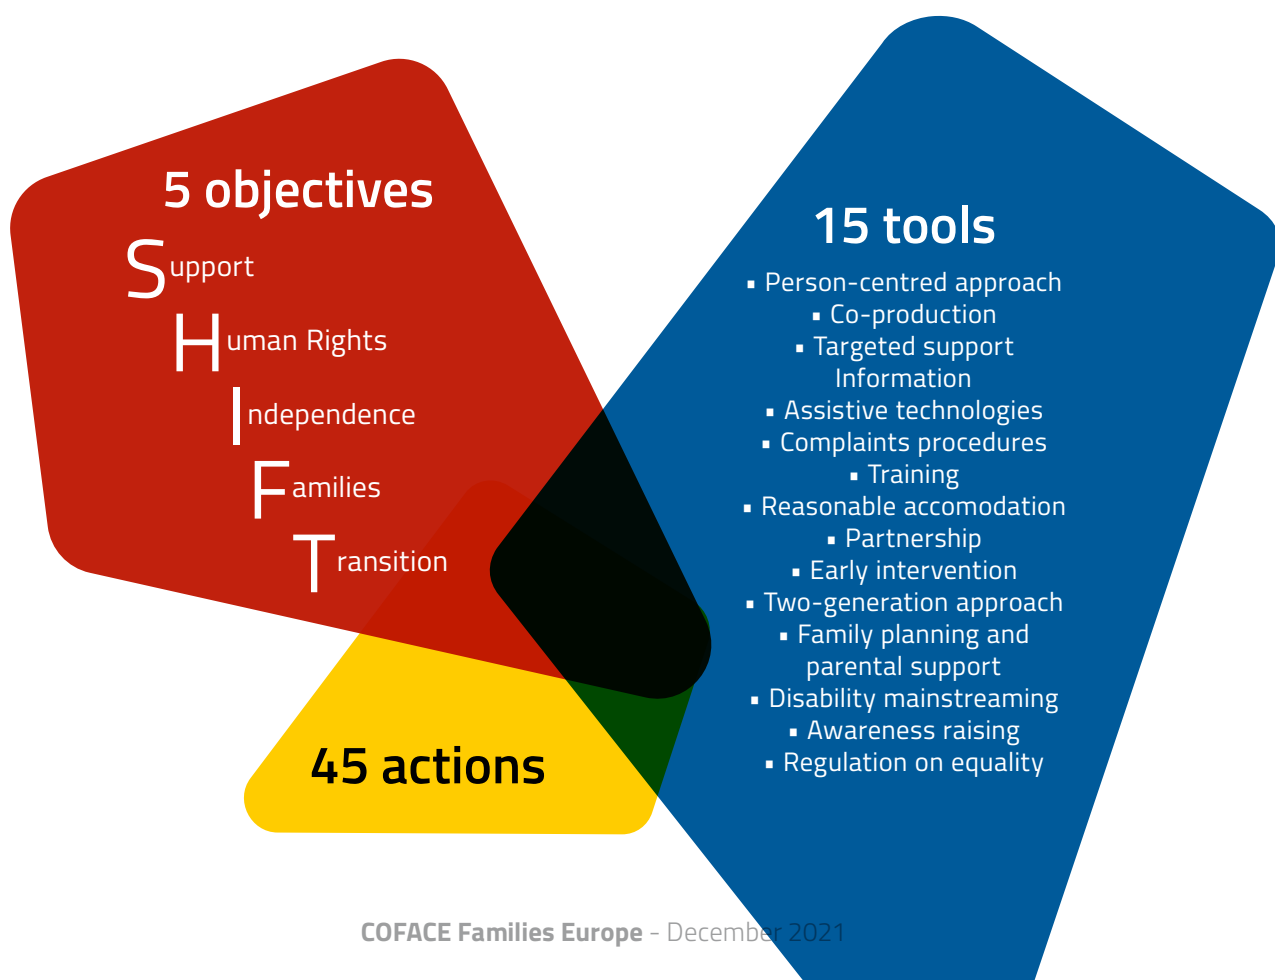 5 objectives
Support
Human Rights
Independence
Families
Transition
45 actions
15 tools
▪ Person-centred approach
▪ Co-production
▪ Targeted support
Information
▪ Assistive technologies
▪ Complaints procedures
▪ Training
▪ Reasonable accomodation
▪ Partnership
▪ Early intervention
▪ Two-generation approach
▪ Family planning and
parental support
▪ Disability mainstreaming
▪ Awareness raising
▪ Regulation on equality
COFACE Families Europe - December 2021